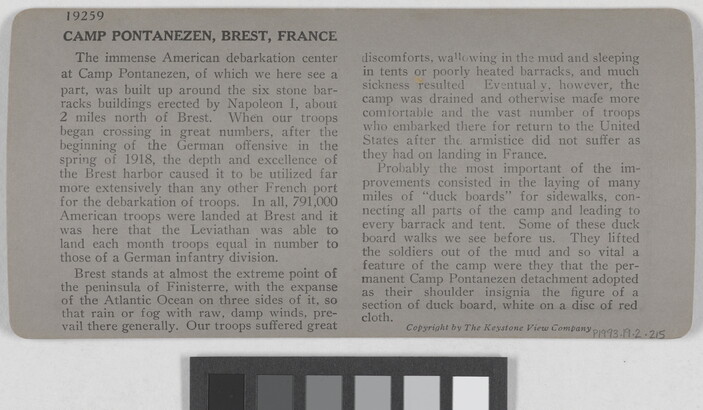 19259
CAMP PONTANEZEN, BREST, FRANCE
The immense American debarkation center
at Camp Pontanezen, of which we here see a
part, was built up around the six stone bar-
racks buildings erected by Napoleon I, about
2 miles north of Brest. When our troops
began crossing in great numbers, after the
beginning of the German offensive in the
spring of 1918, the depth and excellence of
the Brest harbor caused it to be utilized far
more extensively than any other French port
for the debarkation of troops. In all, 791,000
American troops were landed at Brest and it
was here that the Leviathan was able to
land each month troops equal in number to
those of a German infantry division.
Brest stands at almost the extreme point of
the peninsula of Finisterre, with the expanse
of the Atlantic Ocean on three sides of it, so
that rain or fog with raw, damp winds, pre-
vail there generally. Our troops suffered great
discomforts, wallowing in the mud and sleeping
in tents or poorly heated barracks, and much
sickness resulted Eventually, however, the
camp was drained and otherwise made more
comfortable and the vast number of troops
who embarked there for return to the United
States after the armistice did not suffer as
they had on landing in France.
Probably the most important of the im-
provements consisted in the laying of many
miles of "duck boards" for sidewalks, con-
necting all parts of the camp and leading to
every barrack and tent. Some of these duck
board walks we see before us. They lifted
the soldiers out of the mud and so vital a
feature of the camp were they that the per-
manent Camp Pontanezen detachment adopted
as their shoulder insignia the figure of a
section of duck board, white on a disc of red
cloth.
Copyright by The Keystone View Company
P1993.19.2.215